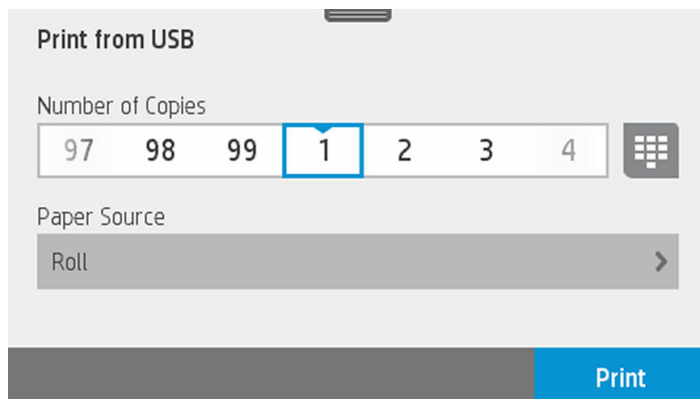 Print from USB
Number of Copies
97 98 99 1 2 3 4
Paper Source
Roll
Print